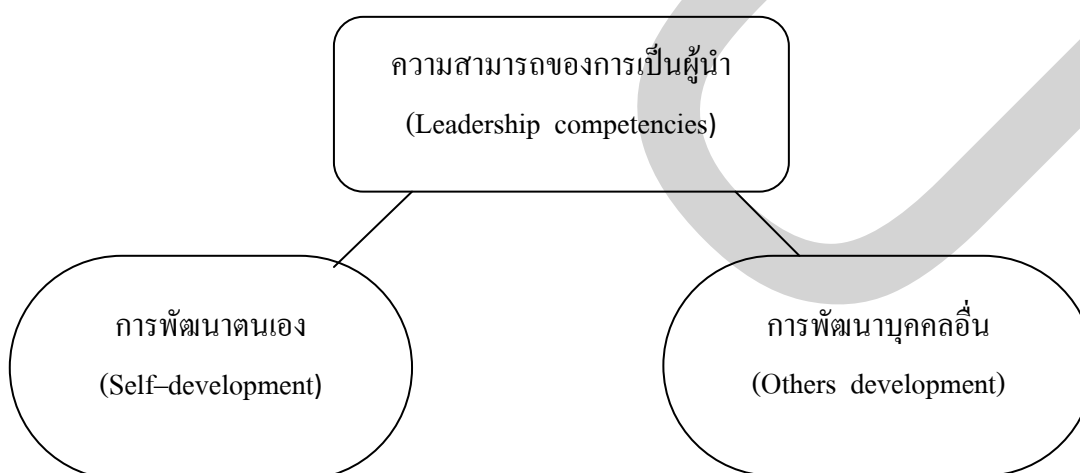 ความสามารถของการเป็นผู้นำ
(Leadership competencies)
การพัฒนาตนเอง
(Self–development)
การพัฒนาบุคคลอื่น
(Others development)